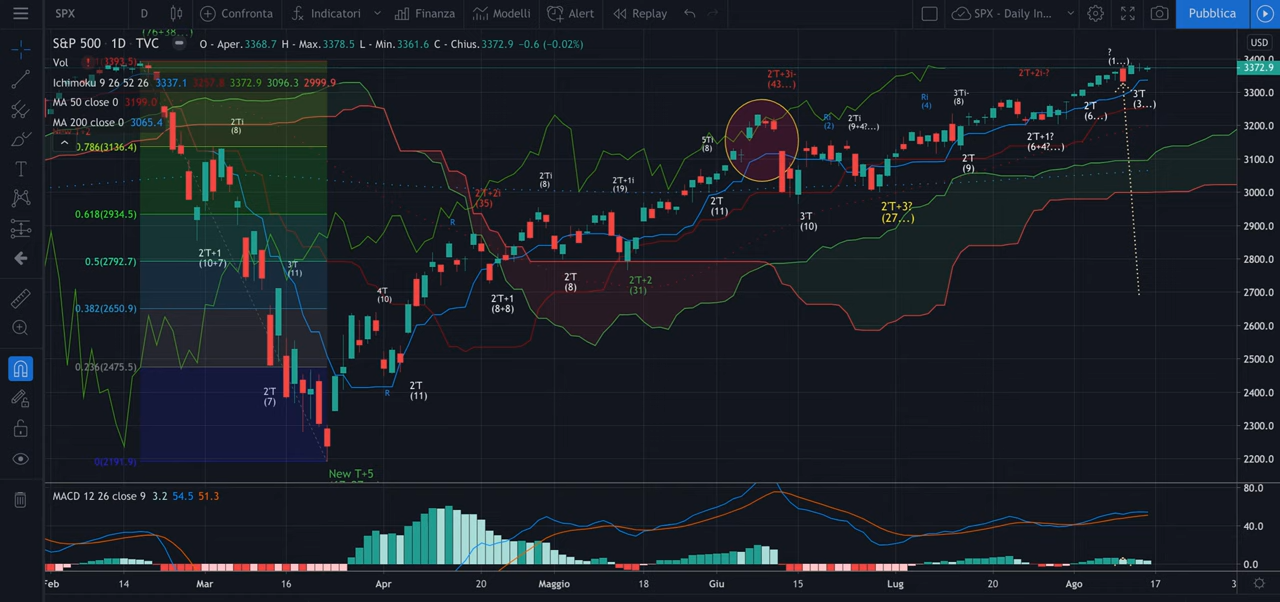 SPX D Confronta Indicatori Finanza Modelli Alert Replay SPX - Daily In... Pubblica
S&P 500 · 1D · TVC O - Aper.3368.7 H - Max.3378.5 L - Min.3361.6 C - Chius.3372.9 -0.6 (-0.02%)
Vol
Ichimoku 9 26 52 26 3337.1 3372.9 3096.3 2999.9
MA 50 close 0 3199.0
MA 200 close 0 3065.4
0.786(3136.4)
0.618(2934.5)
0.5(2792.7)
0.382(2650.9)
0.236(2475.5)
0(2191.9)
2'Ti
(8)
2'T+1
(10+7)
3'T
(11)
2'T
(7)
New T+5
4'T
(10)
R
2'T
(11)
R
2'T+2i
(35)
2'T+1
(8+8)
2'Ti
(8)
2'T
(8)
2'T+1i
(19)
2'T+2
(31)
5'Ti
(8)
2'T
(11)
2'T+3i-
(43...)
3'T
(10)
Ri
(2)
2'Ti
(9+4?...)
2'T+3?
(27...)
Ri
(4)
3'Ti-
(8)
2'T
(9)
2'T+2i-?
2'T+1?
(6+4?...)
2'T
(6...)
?
(1...)
3'T
(3...)
USD
3400.0
3372.9
3300.0
3200.0
3100.0
3000.0
2900.0
2800.0
2700.0
2600.0
2500.0
2400.0
2300.0
2200.0
MACD 12 26 close 9 3.2 54.5 51.3
80.0
40.0
0.0
Feb 14 Mar 16 Apr 20 Maggio 18 Giu 15 Lug 20 Ago 17 3